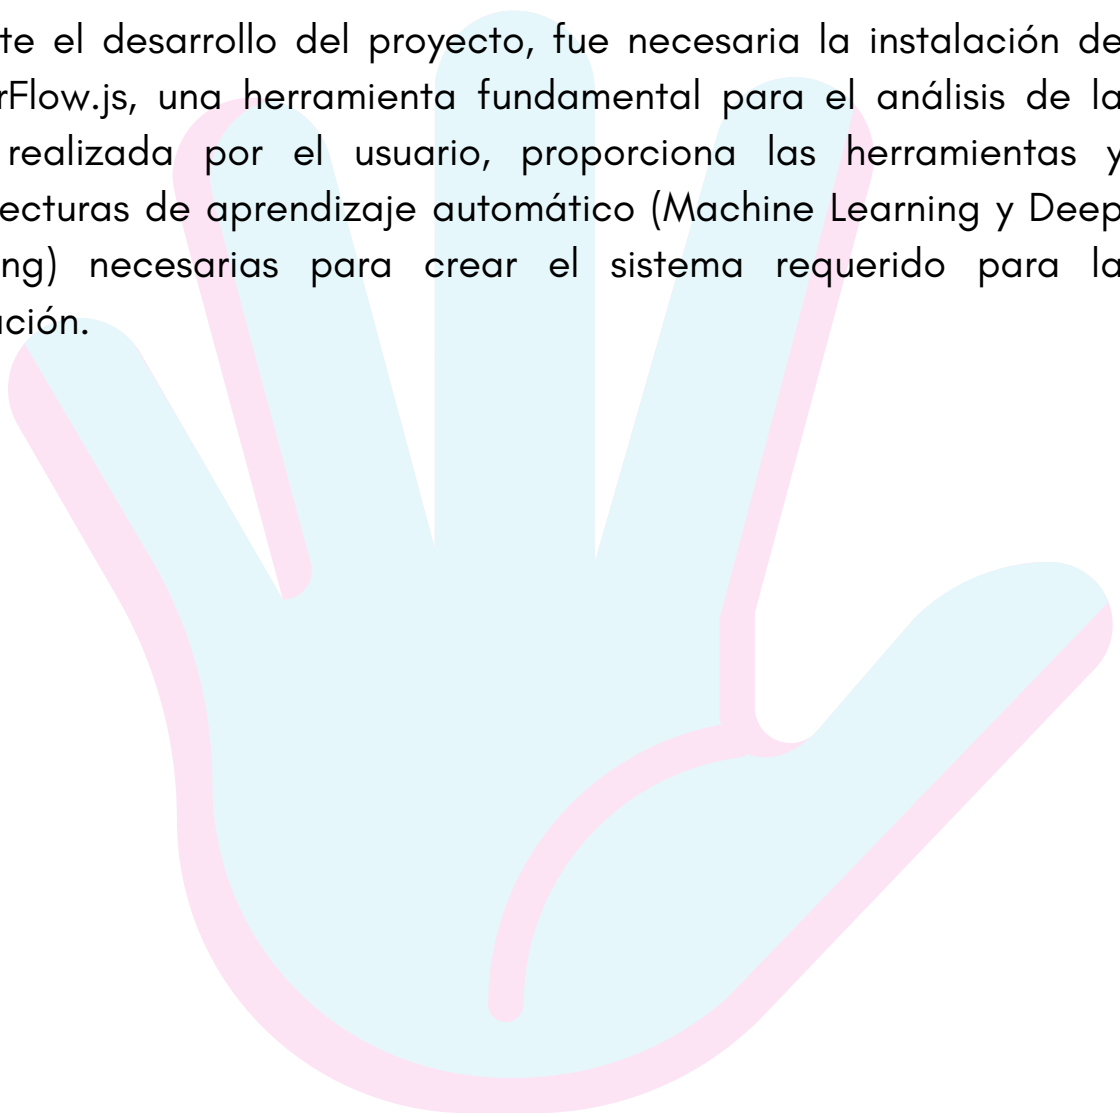 te el desarrollo del proyecto, fue necesaria la instalación de
rFlow.js, una herramienta fundamental para el análisis de la
realizada por el usuario, proporciona las herramientas y
ecturas de aprendizaje automático (Machine Learning y Deep
ng) necesarias para crear el sistema requerido para la
ación.